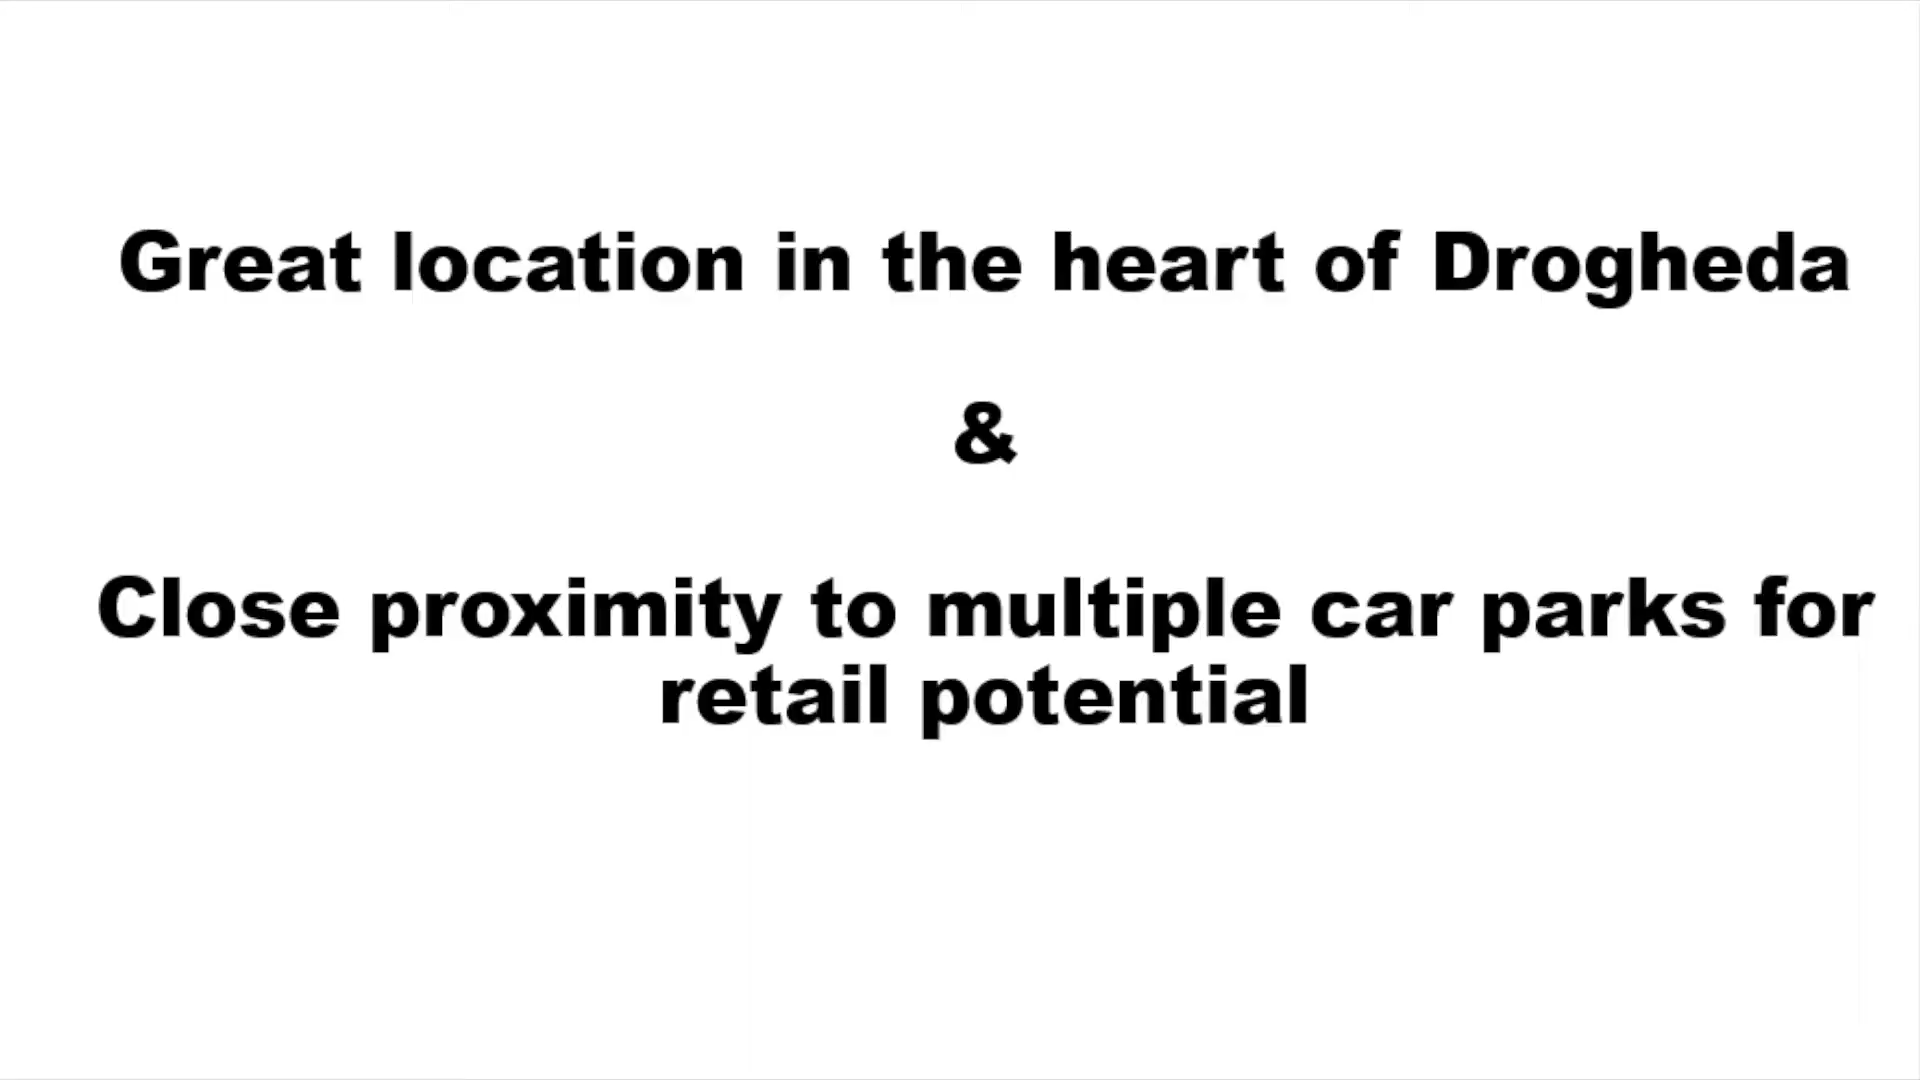 Great location in the heart of Drogheda
&
Close proximity to multiple car parks for
retail potential